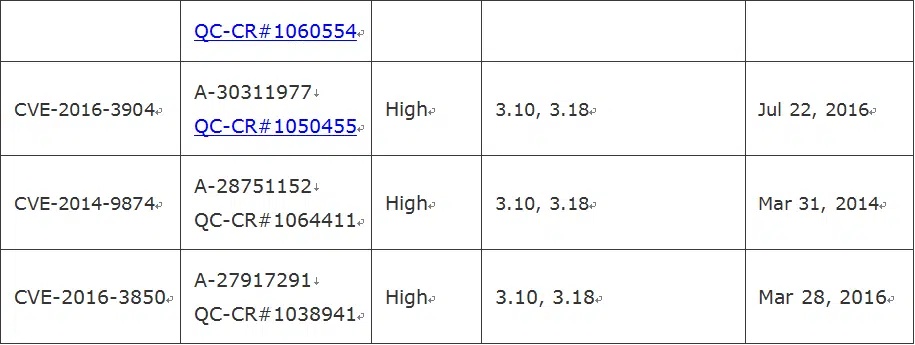 QC-CR#1060554
CVE-2016-3904
A-30311977
QC-CR#1050455
High
3.10, 3.18
Jul 22, 2016
CVE-2014-9874
A-28751152
QC-CR#1064411
High
3.10, 3.18
Mar 31, 2014
CVE-2016-3850
A-27917291
QC-CR#1038941
High
3.10, 3.18
Mar 28, 2016